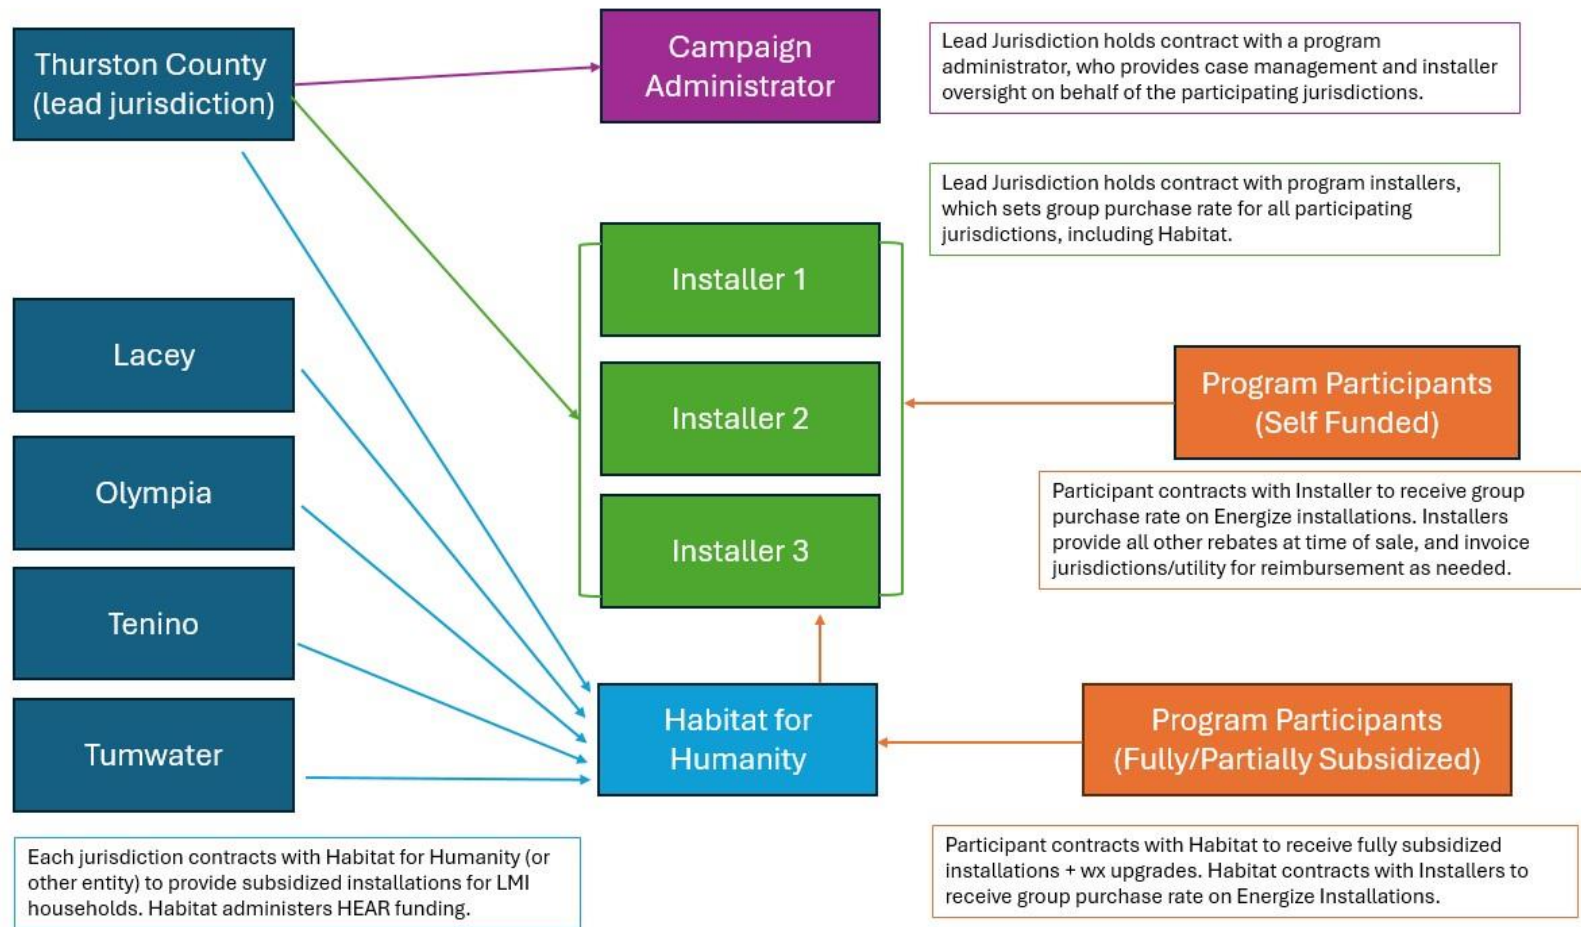 Thurston County
(lead jurisdiction)
Campaign
Administrator
Lead Jurisdiction holds contract with a program
administrator, who provides case management and installer
oversight on behalf of the participating jurisdictions.
Lead Jurisdiction holds contract with program installers,
which sets group purchase rate for all participating
jurisdictions, including Habitat.
Installer 1
Lacey
Installer 2
Program Participants
(Self Funded)
Olympia
Participant contracts with Installer to receive group
purchase rate on Energize installations. Installers
provide all other rebates at time of sale, and invoice
jurisdictions/utility for reimbursement as needed.
Installer 3
Tenino
Tumwater
Habitat for
Humanity
Program Participants
(Fully/Partially Subsidized)
Each jurisdiction contracts with Habitat for Humanity (or
other entity) to provide subsidized installations for LMI
households. Habitat administers HEAR funding.
Participant contracts with Habitat to receive fully subsidized
installations + wx upgrades. Habitat contracts with Installers to
receive group purchase rate on Energize Installations.